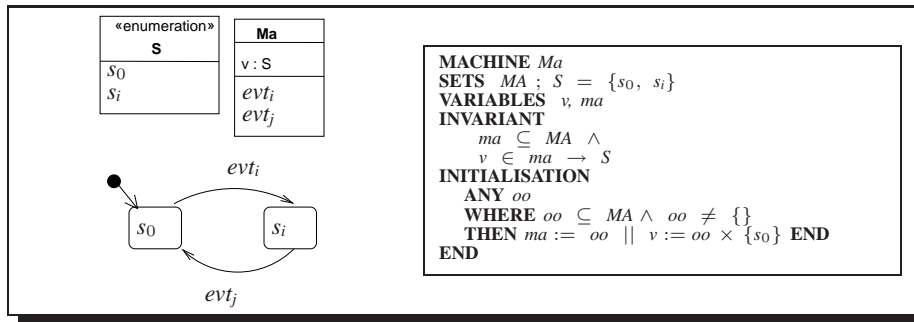 «enumeration»
S
s₀
sᵢ
Ma
v : S
evtᵢ
evtⱼ
evtᵢ
s₀
sᵢ
evtⱼ
MACHINE Ma
SETS MA ; S = {s₀, sᵢ}
VARIABLES v, ma
INVARIANT
ma ⊆ MA ∧
v ∈ ma → S
INITIALISATION
ANY oo
WHERE oo ⊆ MA ∧ oo ≠ {}
THEN ma := oo || v := oo × {s₀} END
END